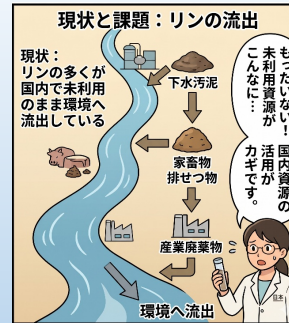 現状と課題：リンの流出
現状：
リンの多くが
国内で未利用
のまま環境へ
流出している
もったいない！
未利用資源が
こんなに…
国内資源の
活用が
カギです。
下水汚泥
家畜物
排せつ物
産業廃棄物
環境へ流出
日本